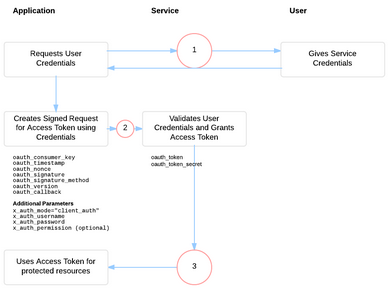 Application
Service
User
Requests User
Credentials
1
Gives Service
Credentials
Creates Signed Request
for Access Token using
Credentials
2
Validates User
Credentials and Grants
Access Token
oauth_consumer_key
oauth_timestamp
oauth_nonce
oauth_signature
oauth_signature_method
oauth_version
oauth_callback
oauth_token
oauth_token_secret
Additional Parameters
x_auth_mode="client_auth"
x_auth_username
x_auth_password
x_auth_permission (optional)
Uses Access Token for
protected resources
3